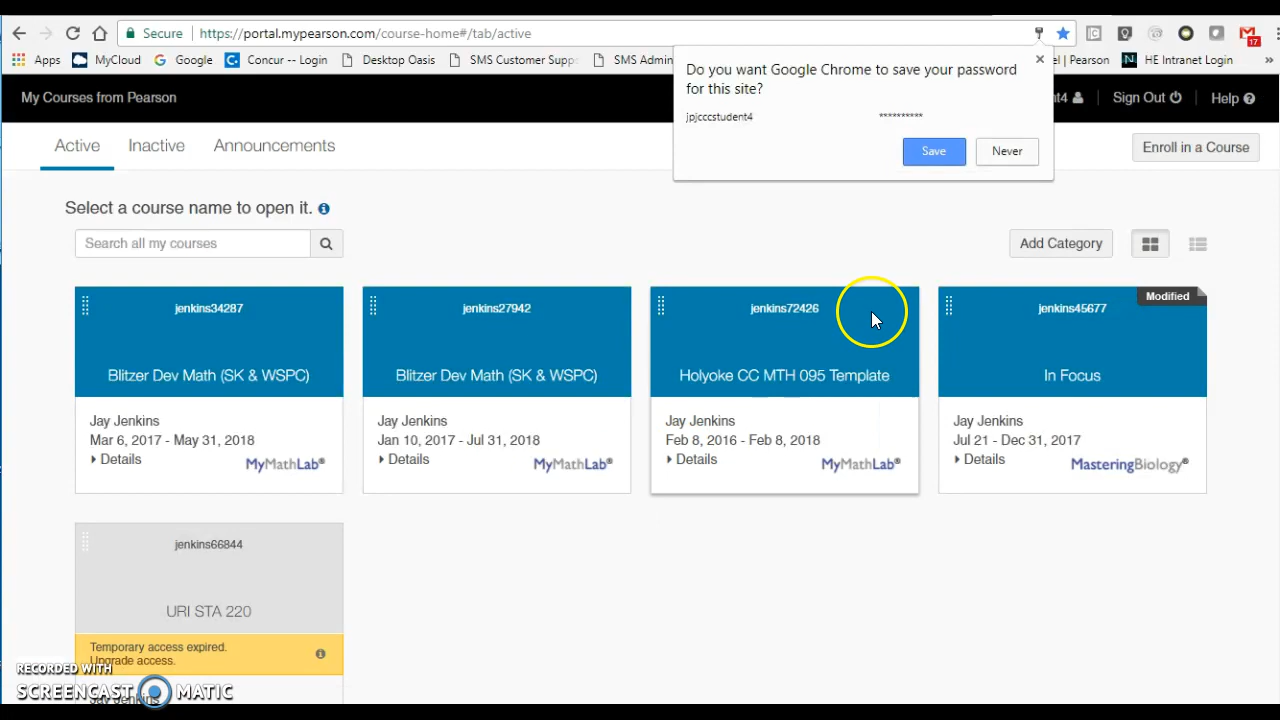 Secure
https://portal.mypearson.com/course-home#/tab/active
17
Apps
MyCloud
Google
Concur -- Login
Desktop Oasi
SMS Customer Supp
SMS Admin
el | Pearson
HE Intranet Login
»
Do you want Google Chrome to save your password
for this site?
jpjcccstudent4
**********
Save
Never
My Courses from Pearson
t4
Sign Out
Help
Active
Inactive
Announcements
Enroll in a Course
Select a course name to open it.
Search all my courses
Add Category
jenkins34287
Blitzer Dev Math (SK & WSPC)
Jay Jenkins
Mar 6, 2017 - May 31, 2018
Details
MyMathLab®
jenkins27942
Blitzer Dev Math (SK & WSPC)
Jay Jenkins
Jan 10, 2017 - Jul 31, 2018
Details
MyMathLab®
jenkins72426
Holyoke CC MTH 095 Template
Jay Jenkins
Feb 8, 2016 - Feb 8, 2018
Details
MyMathLab®
Modified
jenkins45677
In Focus
Jay Jenkins
Jul 21 - Dec 31, 2017
Details
MasteringBiology®
jenkins66844
URI STA 220
Temporary access expired.
Upgrade access.
Jay Jenkins
RECORDED WITH
SCREENCAST MATIC